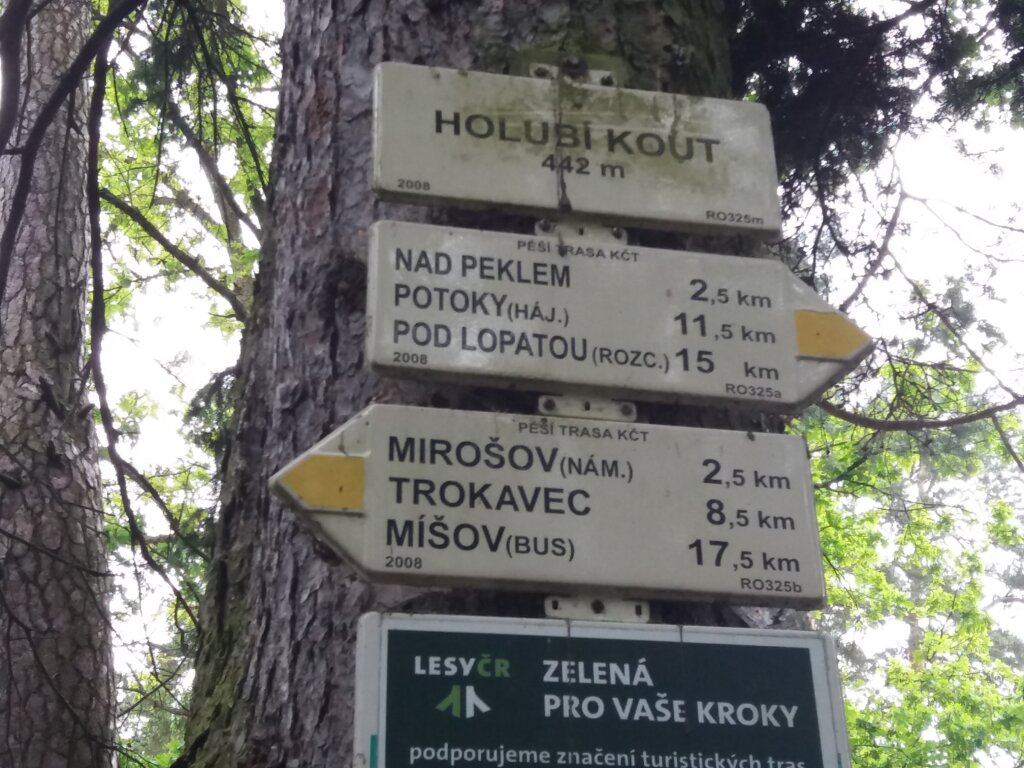 HOLUBÍ KOUT
442 m
2008 RO325m
PĚŠÍ TRASA KČT
NAD PEKLEM 2,5 km
POTOKY(HÁJ.) 11,5 km
POD LOPATOU(ROZC.) 15 km
2008 RO325a
PĚŠÍ TRASA KČT
MIROŠOV(NÁM.) 2,5 km
TROKAVEC 8,5 km
MÍŠOV(BUS) 17,5 km
2008 RO325b
LESYČR ZELENÁ
PRO VAŠE KROKY
podporujeme značení turistických tras